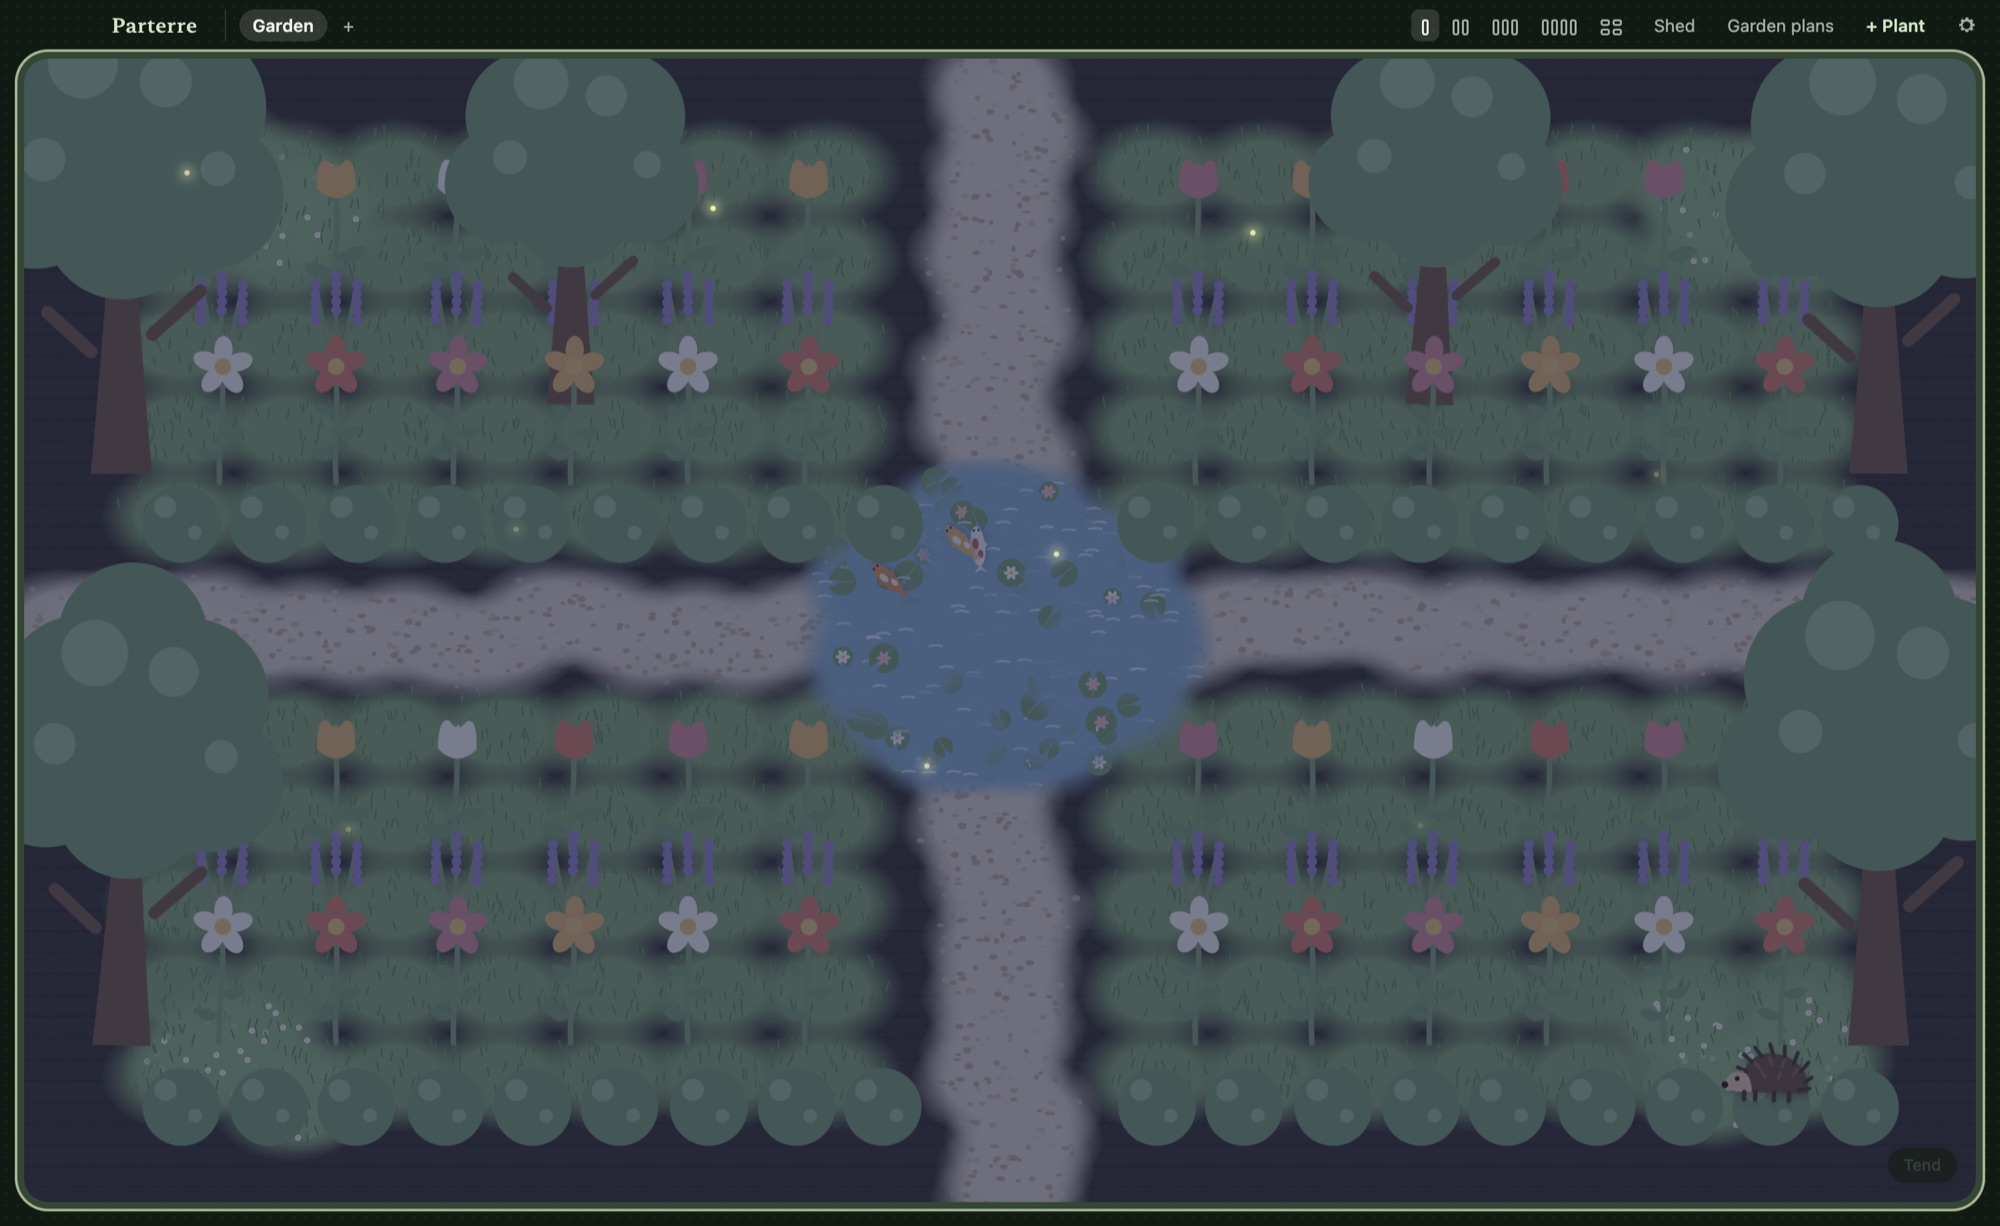 Parterre
Garden
+
Shed
Garden plans
+ Plant
Tend